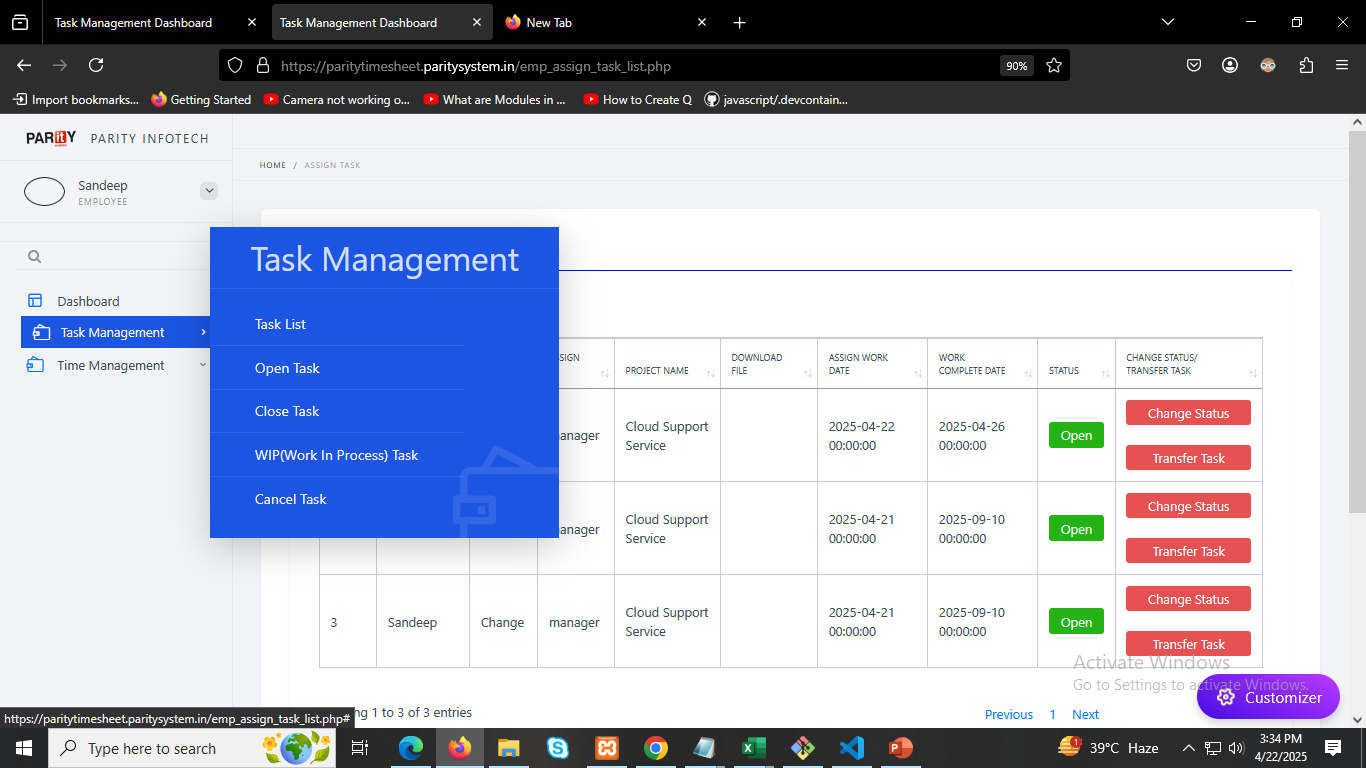 Task Management Dashboard
Task Management Dashboard
New Tab
https://paritytimesheet.paritysystem.in/emp_assign_task_list.php
90%
Import bookmarks...
Getting Started
Camera not working o...
What are Modules in ...
How to Create Q
javascript/.devcontain...
PARITY
PARITY INFOTECH
HOME / ASSIGN TASK
Sandeep
EMPLOYEE
Dashboard
Task Management
Time Management
Task Management
Task List
Open Task
Close Task
WIP(Work In Process) Task
Cancel Task
SIGN
PROJECT NAME
DOWNLOAD
FILE
ASSIGN WORK
DATE
WORK
COMPLETE DATE
STATUS
CHANGE STATUS/
TRANSFER TASK
anager
Cloud Support
Service
2025-04-22
00:00:00
2025-04-26
00:00:00
Open
Change Status
Transfer Task
anager
Cloud Support
Service
2025-04-21
00:00:00
2025-09-10
00:00:00
Open
Change Status
Transfer Task
3
Sandeep
Change
manager
Cloud Support
Service
2025-04-21
00:00:00
2025-09-10
00:00:00
Open
Change Status
Transfer Task
Activate Windows
Go to Settings to activate Windows.
Customizer
ng 1 to 3 of 3 entries
Previous 1 Next
https://paritytimesheet.paritysystem.in/emp_assign_task_list.php#
Type here to search
1
39°C Haze
3:34 PM
4/22/2025